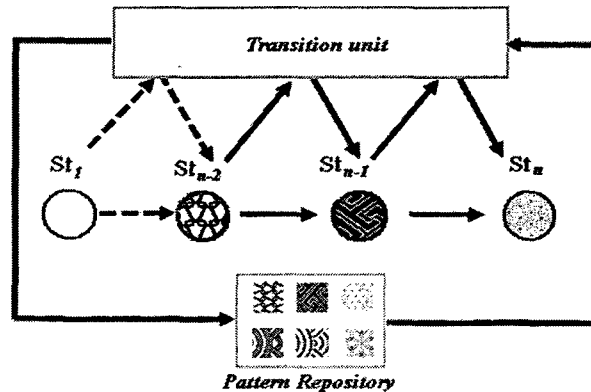 Transition unit
St1 Stn-2 Stn-1 Stn
Pattern Repository